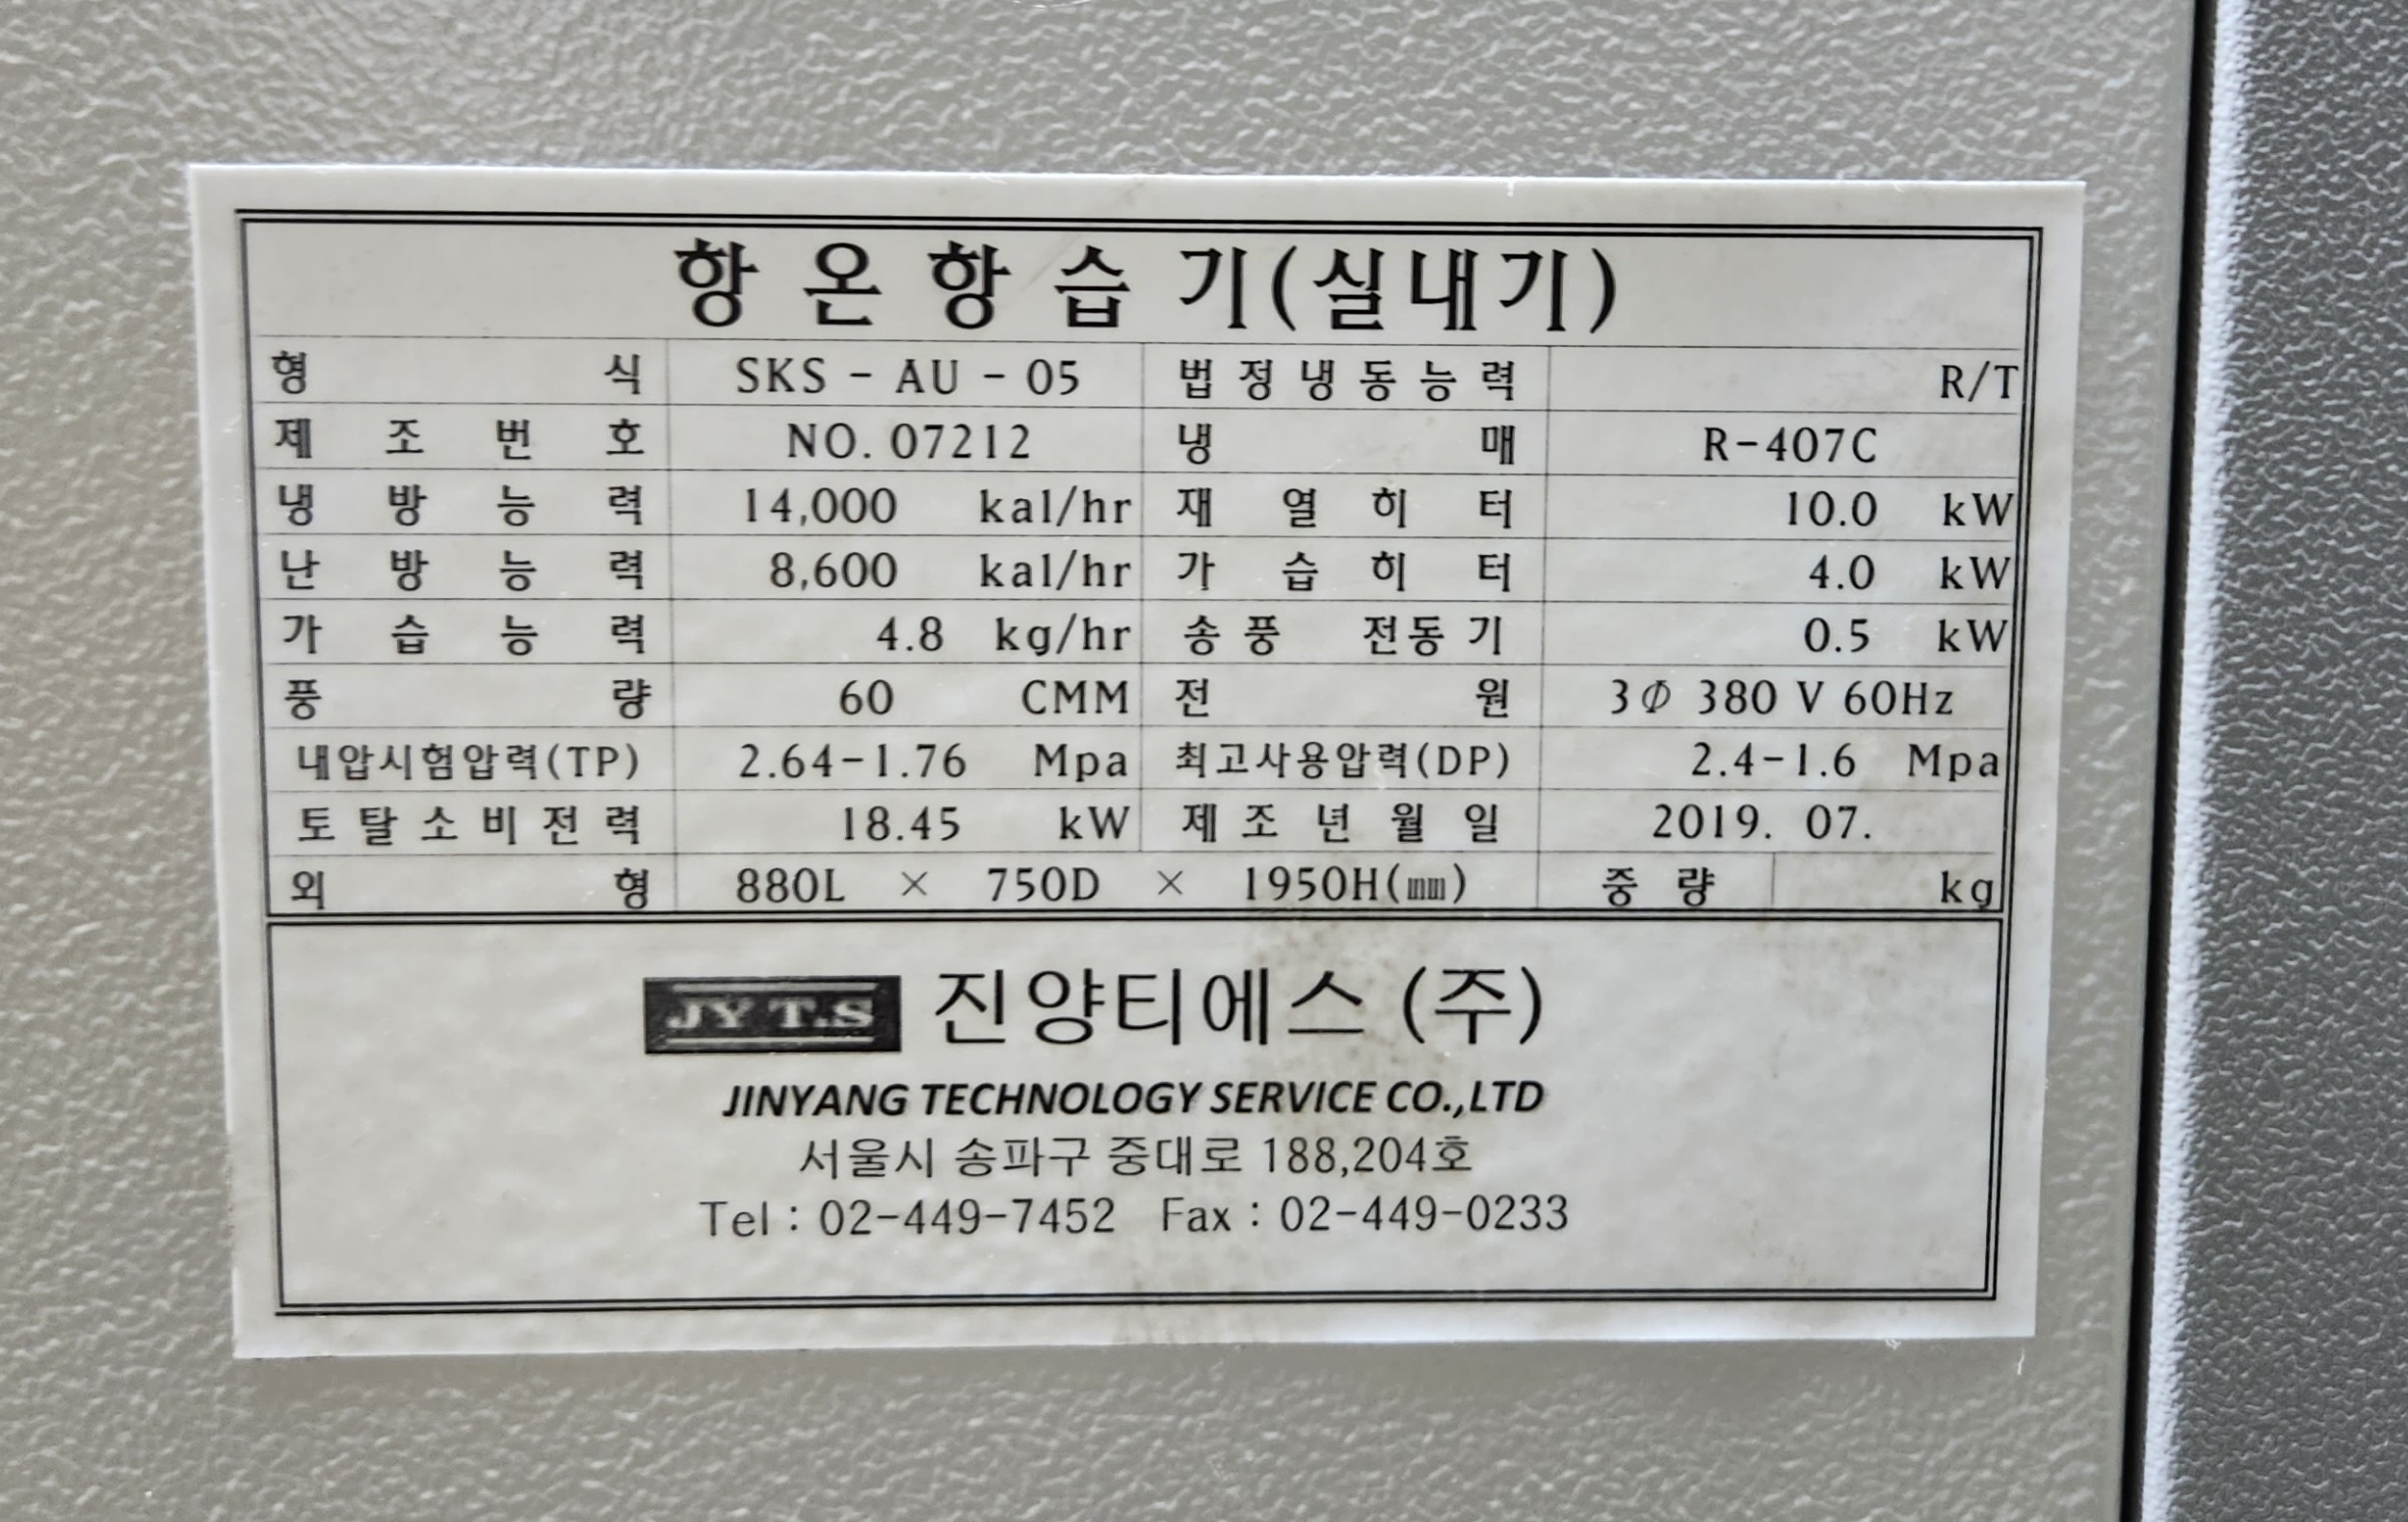 항온항습기(실내기)
형식 SKS - AU - 05 법정냉동능력 R/T
제조번호 NO. 07212 냉매 R-407C
냉방능력 14,000 kal/hr 재열히터 10.0 kW
난방능력 8,600 kal/hr 가습히터 4.0 kW
가습능력 4.8 kg/hr 송풍 전동기 0.5 kW
풍량 60 CMM 전원 3Φ 380 V 60Hz
내압시험압력(TP) 2.64-1.76 Mpa 최고사용압력(DP) 2.4-1.6 Mpa
토탈소비전력 18.45 kW 제조년월일 2019. 07.
외형 880L × 750D × 1950H(㎜) 중량 kg
JY T.S 진양티에스 (주)
JINYANG TECHNOLOGY SERVICE CO.,LTD
서울시 송파구 중대로 188,204호
Tel : 02-449-7452 Fax : 02-449-0233